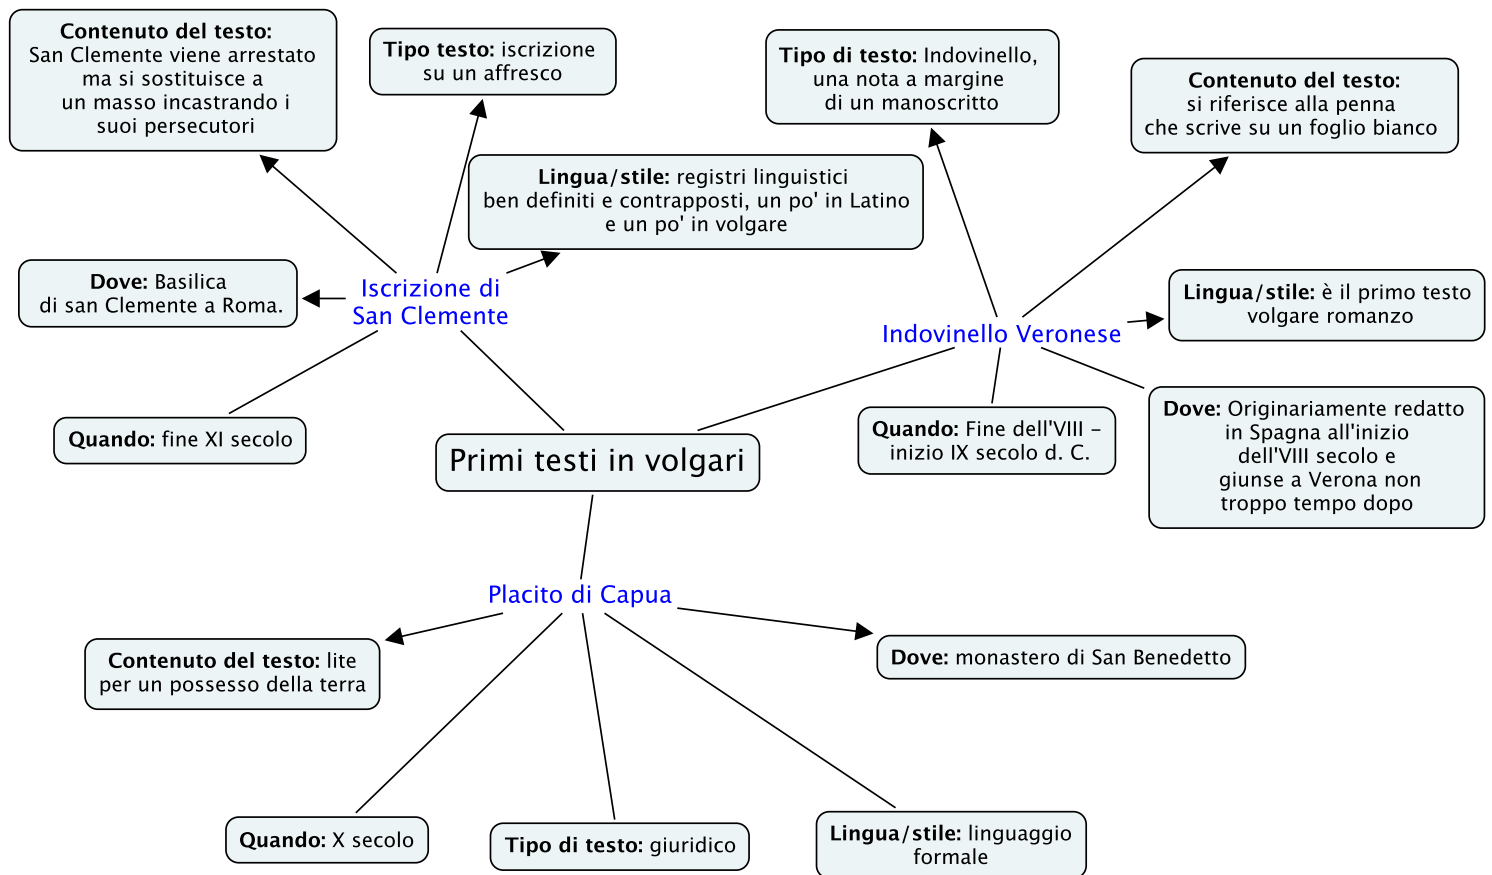 Contenuto del testo:
San Clemente viene arrestato
ma si sostituisce a
un masso incastrando i
suoi persecutori
Tipo testo: iscrizione
su un affresco
Tipo di testo: Indovinello,
una nota a margine
di un manoscritto
Contenuto del testo:
si riferisce alla penna
che scrive su un foglio bianco
Lingua/stile: registri linguistici
ben definiti e contrapposti, un po' in Latino
e un po' in volgare
Dove: Basilica
di san Clemente a Roma.
Iscrizione di
San Clemente
Indovinello Veronese
Lingua/stile: è il primo testo
volgare romanzo
Quando: fine XI secolo
Primi testi in volgari
Quando: Fine dell'VIII –
inizio IX secolo d. C.
Dove: Originariamente redatto
in Spagna all'inizio
dell'VIII secolo e
giunse a Verona non
troppo tempo dopo
Placito di Capua
Contenuto del testo: lite
per un possesso della terra
Dove: monastero di San Benedetto
Quando: X secolo
Tipo di testo: giuridico
Lingua/stile: linguaggio
formale